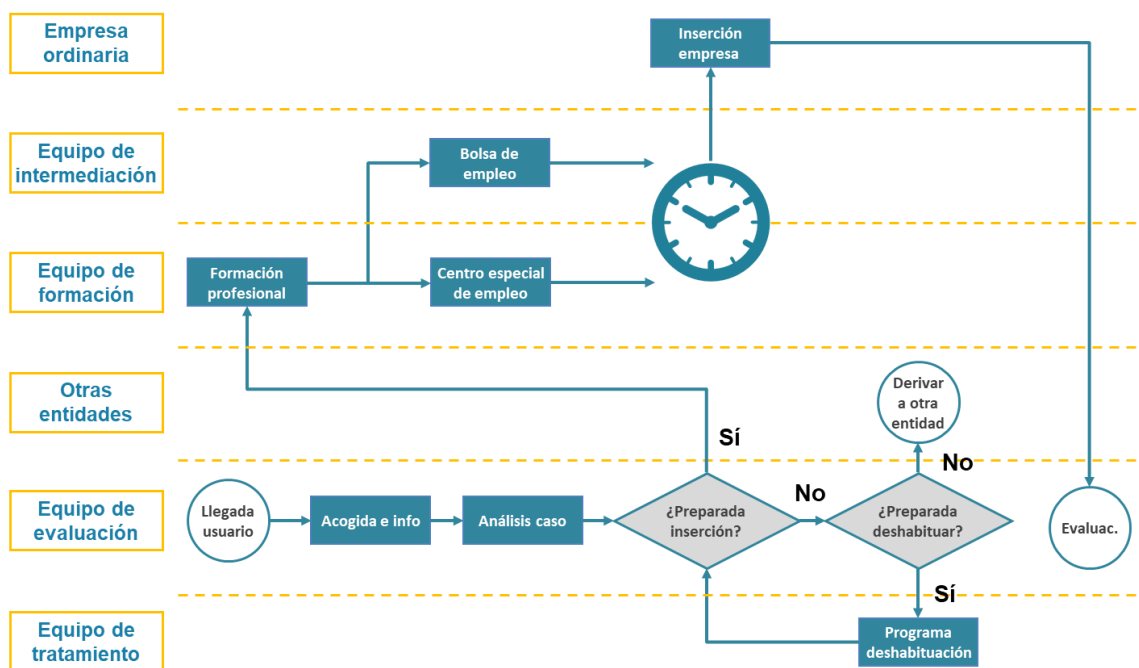 Empresa
ordinaria
Inserción
empresa
Equipo de
intermediación
Bolsa de
empleo
Equipo de
formación
Formación
profesional
Centro especial
de empleo
Otras
entidades
Derivar
a otra
entidad
Sí
No
Equipo de
evaluación
Llegada
usuario
Acogida e info
Análisis caso
¿Preparada
inserción?
No
¿Preparada
deshabituar?
Evaluac.
Sí
Equipo de
tratamiento
Programa
deshabituación